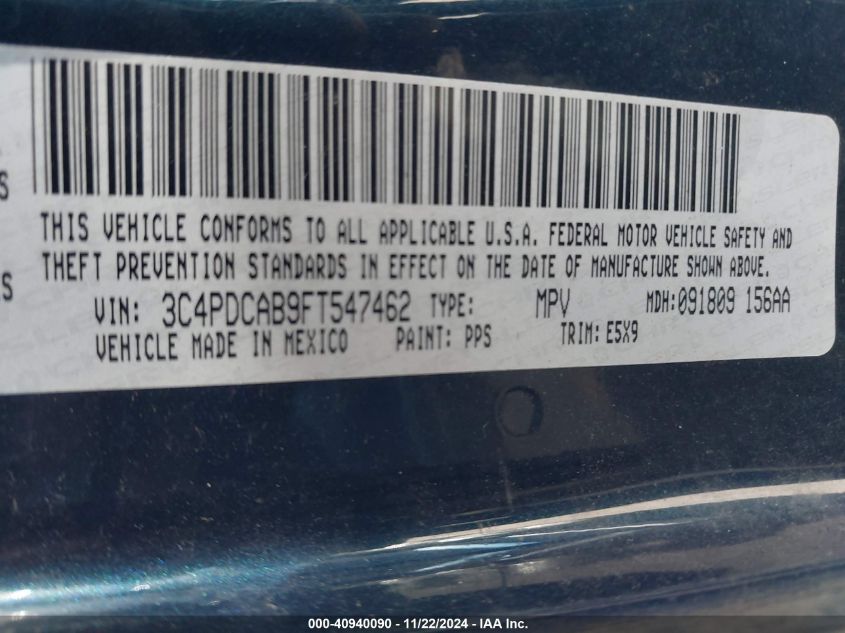 S
THIS VEHICLE CONFORMS TO ALL APPLICABLE U.S.A. FEDERAL MOTOR VEHICLE SAFETY AND
THEFT PREVENTION STANDARDS IN EFFECT ON THE DATE OF MANUFACTURE SHOWN ABOVE.
S
VIN: 3C4PDCAB9FT547462 TYPE: MPV MDH:091809 156AA
VEHICLE MADE IN MEXICO PAINT: PPS TRIM: E5X9
000-40940090 - 11/22/2024 - IAA Inc.